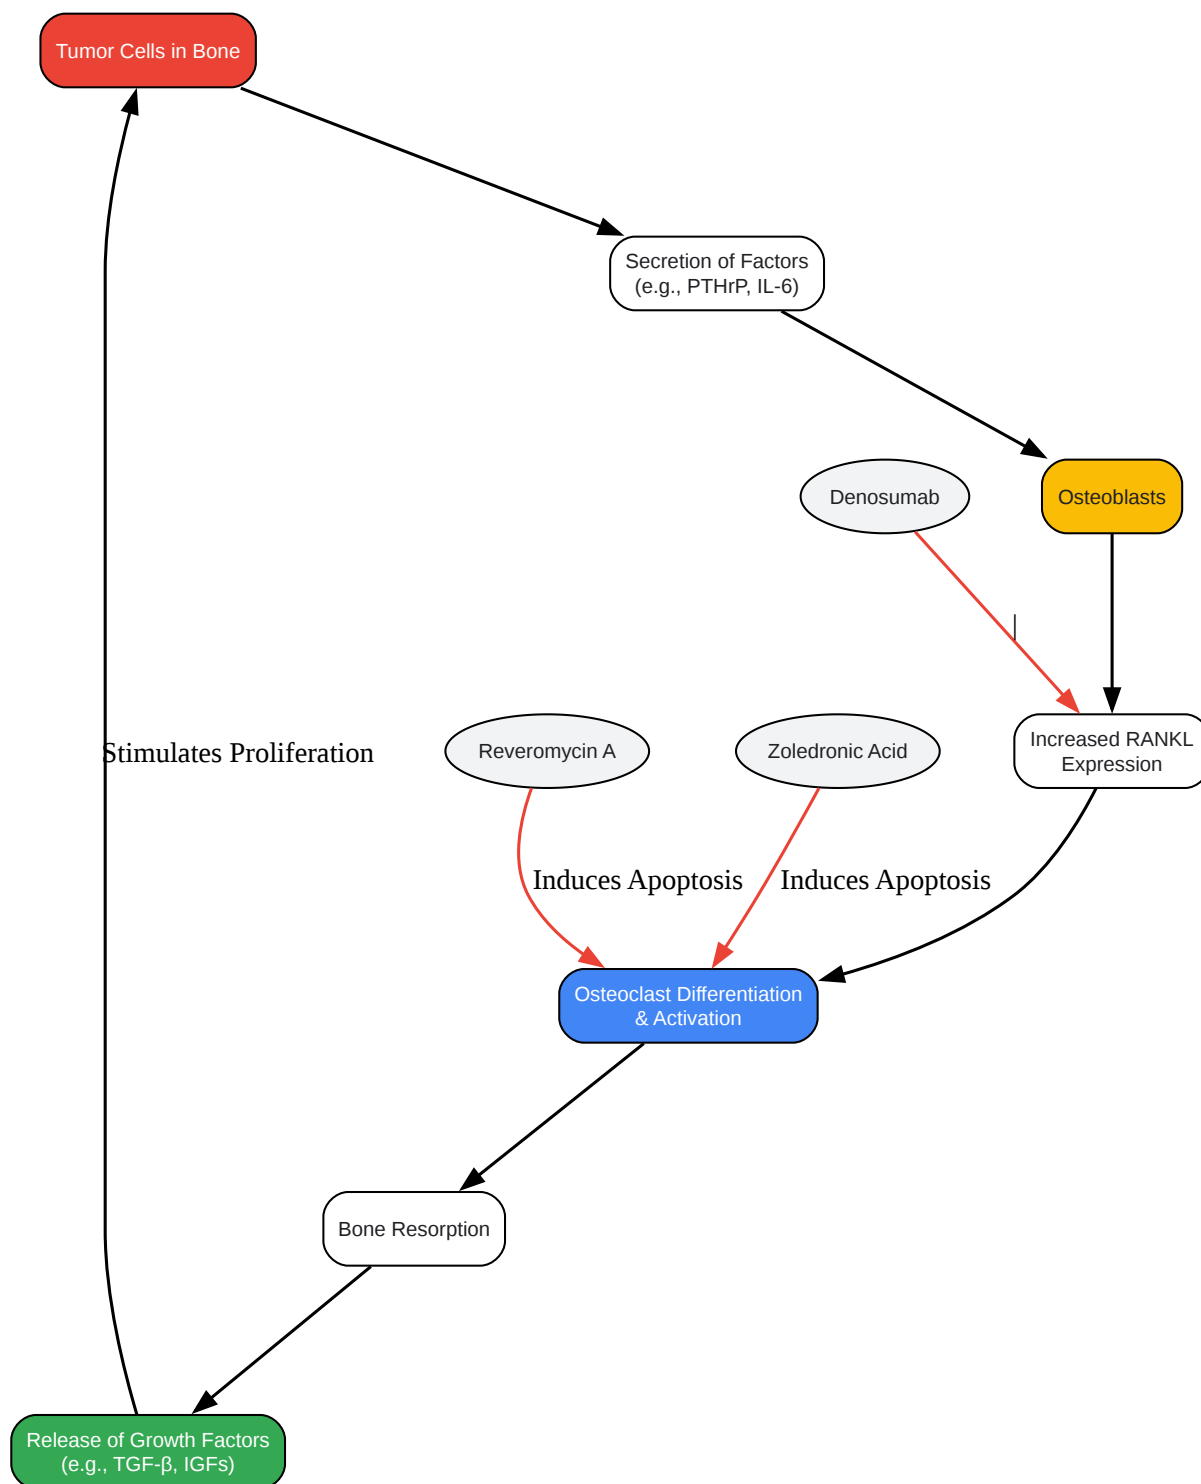 Tumor Cells in Bone
Secretion of Factors
(e.g., PTHrP, IL-6)
Denosumab
Osteoblasts
|
Increased RANKL
Expression
Stimulates Proliferation
Reveromycin A
Zoledronic Acid
Induces Apoptosis
Induces Apoptosis
Osteoclast Differentiation
& Activation
Bone Resorption
Release of Growth Factors
(e.g., TGF-β, IGFs)